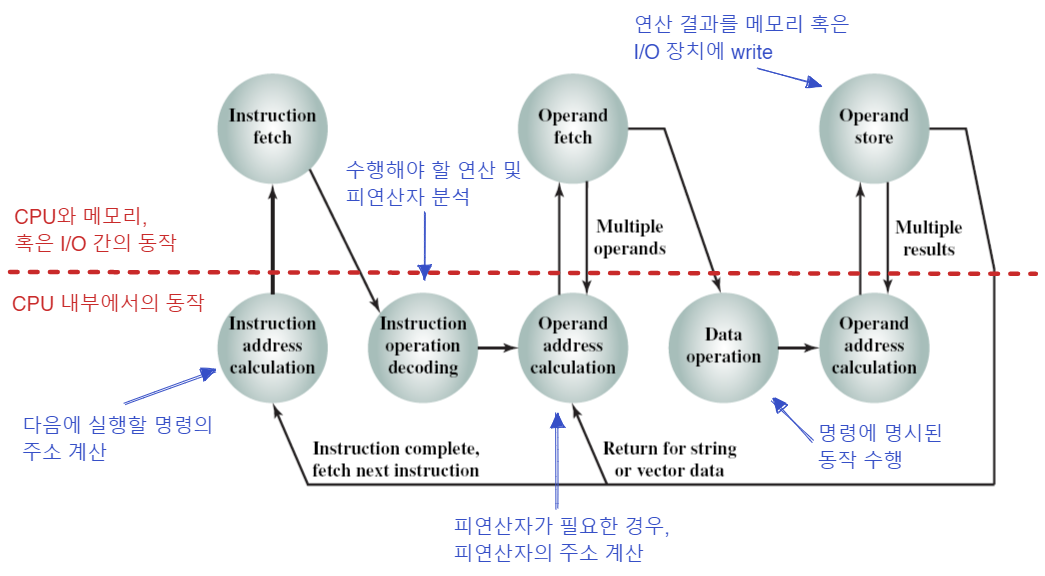 연산 결과를 메모리 혹은
I/O 장치에 write
Instruction
fetch
Operand
fetch
Operand
store
수행해야 할 연산 및
피연산자 분석
CPU와 메모리,
혹은 I/O 간의 동작
Multiple
operands
Multiple
results
CPU 내부에서의 동작
Instruction
address
calculation
Instruction
operation
decoding
Operand
address
calculation
Data
operation
Operand
address
calculation
다음에 실행할 명령의
주소 계산
Instruction complete,
fetch next instruction
Return for string
or vector data
명령에 명시된
동작 수행
피연산자가 필요한 경우,
피연산자의 주소 계산